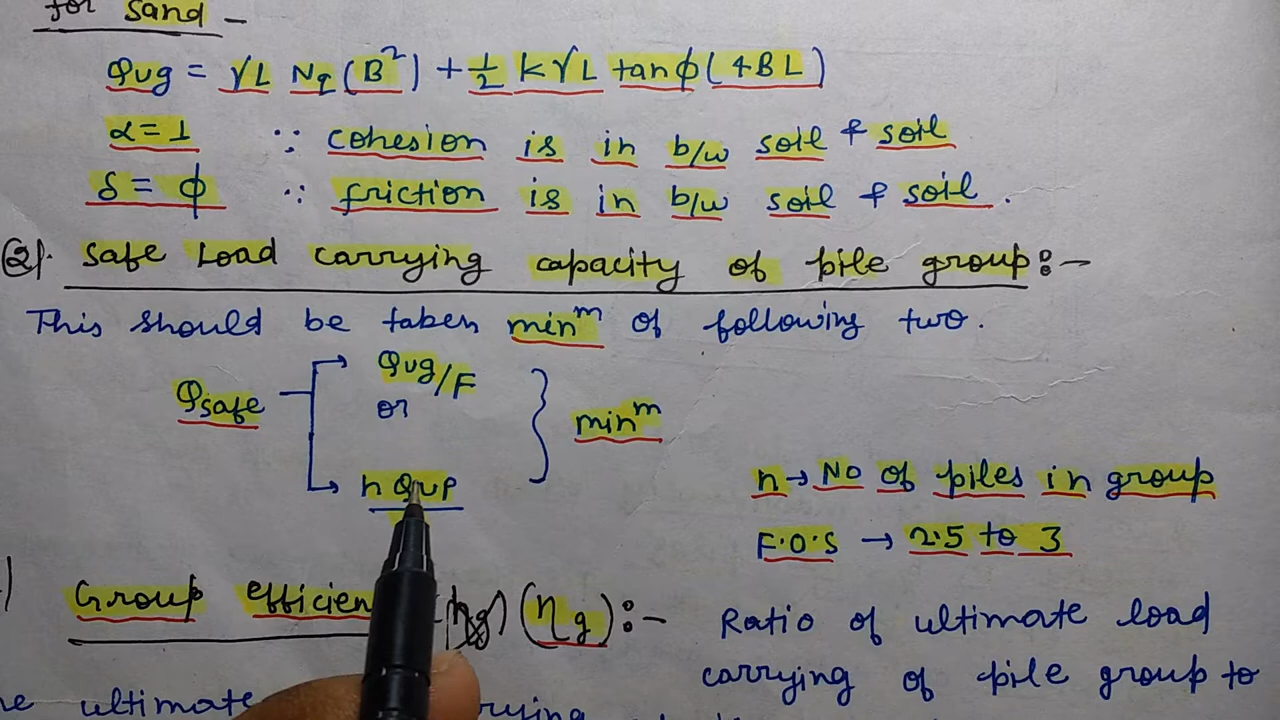 for sand -
Qug = γL Nq (B²) + 1/2 KγL tanφ (4BL)
α = 1 ∵ cohesion is in b/w soil & soil
δ = φ ∵ friction is in b/w soil & soil.
(2). Safe Load carrying capacity of pile group:-
This should be taken minᵐ of following two.
Qsafe → Qug/F
or
minᵐ
n Qup
n → No of piles in group
F.O.S → 2.5 to 3
Group efficien (ηg) :- Ratio of ultimate load
carrying of pile group to
ultimate